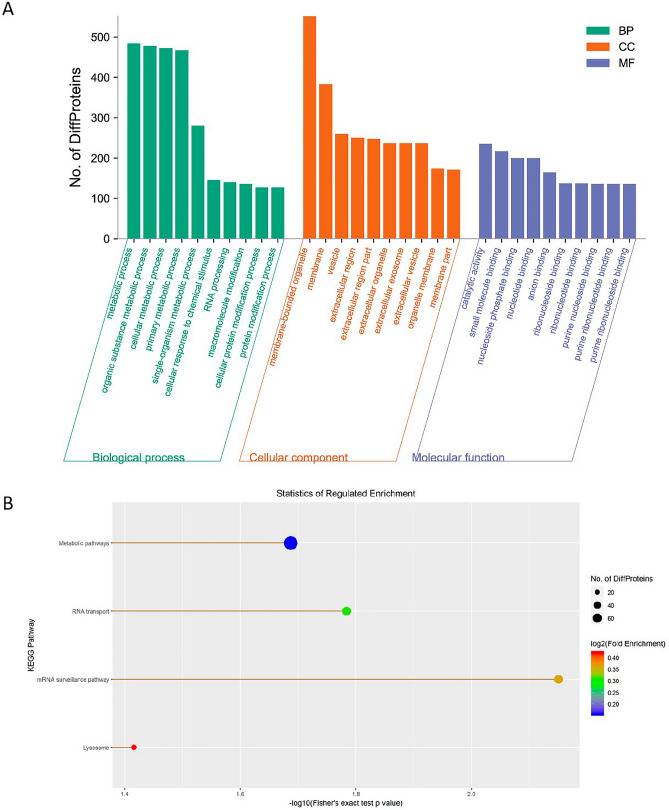 A
BP
CC
MF
No. of DiffProteins
500
400
300
200
100
0
metabolic process
organic substance metabolic process
cellular metabolic process
primary metabolic process
single-organism metabolic process
cellular response to chemical stimulus
RNA processing
macromolecule modification
cellular protein modification process
protein modification process
membrane-bounded organelle
membrane
vesicle
extracellular region
extracellular region part
extracellular organelle
extracellular exosome
extracellular vesicle
organelle membrane
membrane part
catalytic activity
small molecule binding
nucleoside phosphate binding
nucleotide binding
anion binding
ribonucleoside binding
ribonucleotide binding
purine nucleoside binding
purine ribonucleotide binding
purine ribonucleoside binding
Biological process
Cellular component
Molecular function
B
Statistics of Regulated Enrichment
KEGG Pathway
Metabolic pathways
RNA transport
mRNA surveillance pathway
Lysosome
1.4
1.6
1.8
2.0
-log10(Fisher's exact test p value)
No. of DiffProteins
20
40
60
log2(Fold Enrichment)
0.40
0.35
0.30
0.25
0.20